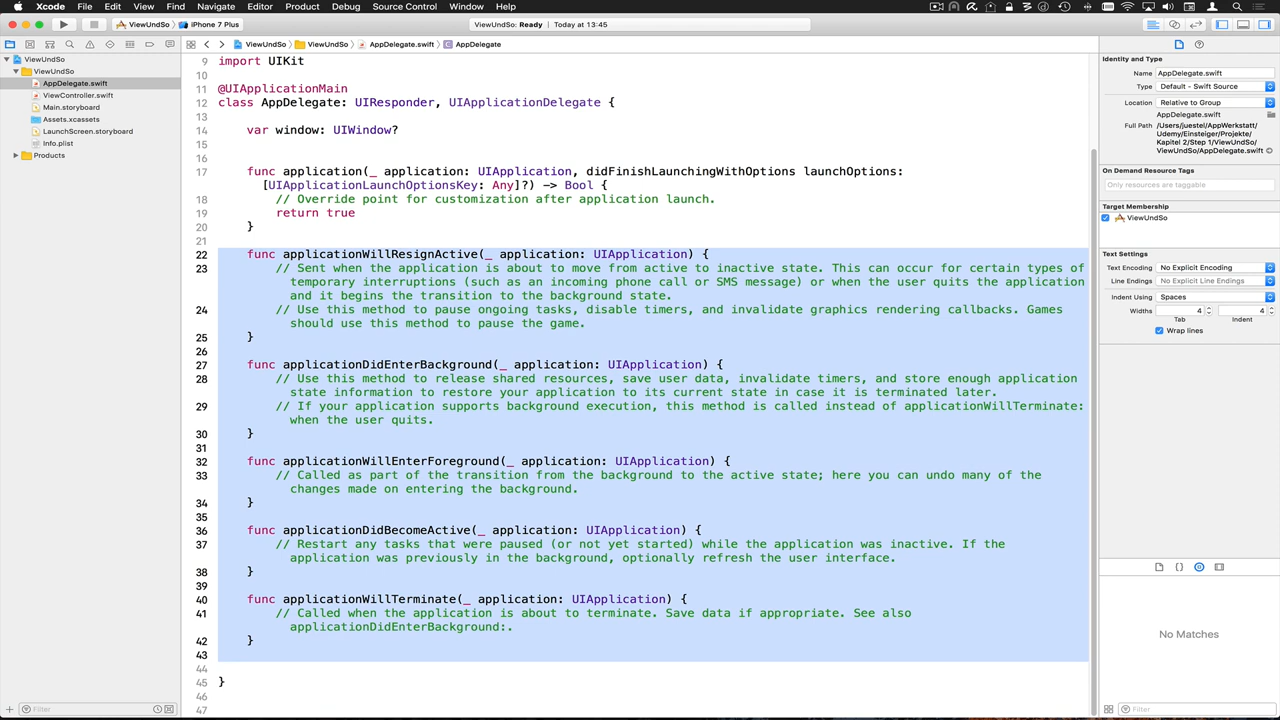 Xcode File Edit View Find Navigate Editor Product Debug Source Control Window Help
ViewUndSo iPhone 7 Plus ViewUndSo: Ready Today at 13:45
ViewUndSo ViewUndSo AppDelegate.swift AppDelegate
ViewUndSo
ViewUndSo
AppDelegate.swift
ViewController.swift
Main.storyboard
Assets.xcassets
LaunchScreen.storyboard
Info.plist
Products
Filter
9 import UIKit
10
11 @UIApplicationMain
12 class AppDelegate: UIResponder, UIApplicationDelegate {
13
14 var window: UIWindow?
15
16
17 func application(_ application: UIApplication, didFinishLaunchingWithOptions launchOptions:
[UIApplicationLaunchOptionsKey: Any]?) -> Bool {
18 // Override point for customization after application launch.
19 return true
20 }
21
22 func applicationWillResignActive(_ application: UIApplication) {
23 // Sent when the application is about to move from active to inactive state. This can occur for certain types of
temporary interruptions (such as an incoming phone call or SMS message) or when the user quits the application
and it begins the transition to the background state.
24 // Use this method to pause ongoing tasks, disable timers, and invalidate graphics rendering callbacks. Games
should use this method to pause the game.
25 }
26
27 func applicationDidEnterBackground(_ application: UIApplication) {
28 // Use this method to release shared resources, save user data, invalidate timers, and store enough application
state information to restore your application to its current state in case it is terminated later.
29 // If your application supports background execution, this method is called instead of applicationWillTerminate:
when the user quits.
30 }
31
32 func applicationWillEnterForeground(_ application: UIApplication) {
33 // Called as part of the transition from the background to the active state; here you can undo many of the
changes made on entering the background.
34 }
35
36 func applicationDidBecomeActive(_ application: UIApplication) {
37 // Restart any tasks that were paused (or not yet started) while the application was inactive. If the
application was previously in the background, optionally refresh the user interface.
38 }
39
40 func applicationWillTerminate(_ application: UIApplication) {
41 // Called when the application is about to terminate. Save data if appropriate. See also
applicationDidEnterBackground:.
42 }
43
44
45 }
46
47
Identity and Type
Name AppDelegate.swift
Type Default - Swift Source
Location Relative to Group
AppDelegate.swift
Full Path /Users/juestel/AppWerkstatt/
Udemy/Einsteiger/Projekte/
Kapitel 2/Step 1/ViewUndSo/
ViewUndSo/AppDelegate.swift
On Demand Resource Tags
Only resources are taggable
Target Membership
ViewUndSo
Text Settings
Text Encoding No Explicit Encoding
Line Endings No Explicit Line Endings
Indent Using Spaces
Widths 4 4
Tab Indent
Wrap lines
No Matches
Filter